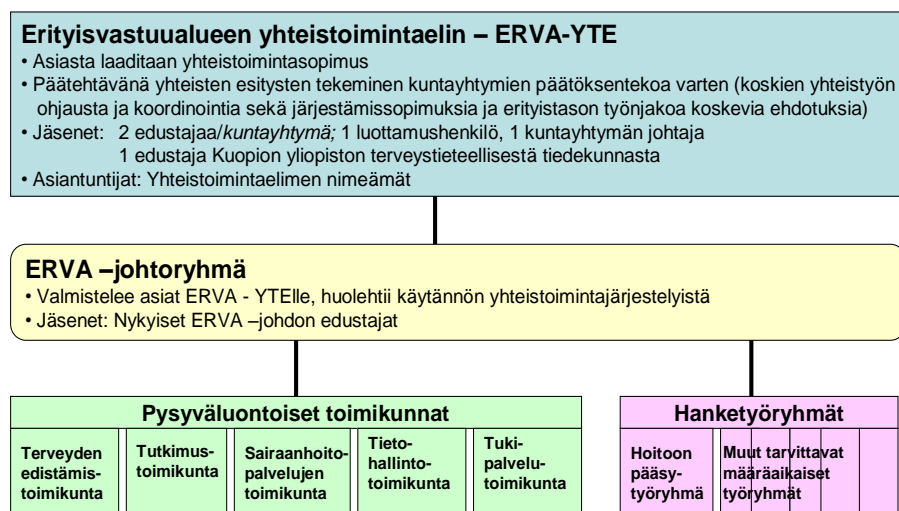 Erityisvastuualueen yhteistoimintaelin – ERVA-YTE
• Asiasta laaditaan yhteistoimintasopimus
• Päätehtävänä yhteisten esitysten tekeminen kuntayhtymien päätöksentekoa varten (koskien yhteistyön
ohjausta ja koordinointia sekä järjestämissopimuksia ja erityistason työnjakoa koskevia ehdotuksia)
• Jäsenet: 2 edustajaa/kuntayhtymä; 1 luottamushenkilö, 1 kuntayhtymän johtaja
1 edustaja Kuopion yliopiston terveystieteellisestä tiedekunnasta
• Asiantuntijat: Yhteistoimintaelimen nimeämät
ERVA –johtoryhmä
• Valmistelee asiat ERVA - YTElle, huolehtii käytännön yhteistoimintajärjestelyistä
• Jäsenet: Nykyiset ERVA –johdon edustajat
Pysyväluontoiset toimikunnat
Terveyden
edistämis-
toimikunta
Tutkimus-
toimikunta
Sairaanhoito-
palvelujen
toimikunta
Tieto-
hallinto-
toimikunta
Tuki-
palvelu-
toimikunta
Hanketyöryhmät
Hoitoon
pääsy-
työryhmä
Muut tarvittavat
määräaikaiset
työryhmät